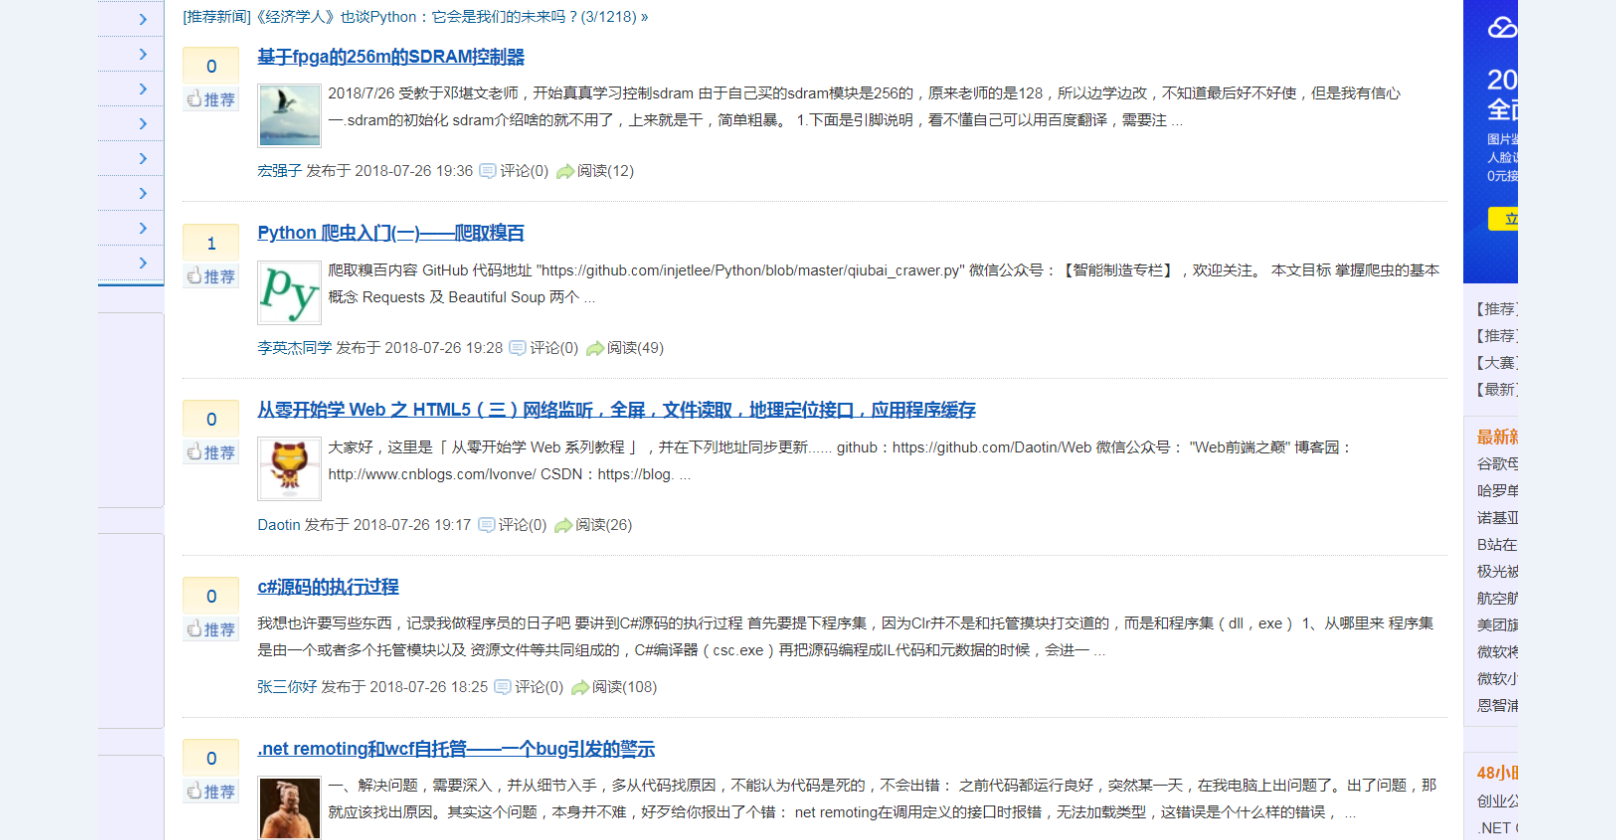 [推荐新闻]《经济学人》也谈Python：它会是我们的未来吗？(3/1218) »
0
推荐
基于fpga的256m的SDRAM控制器
2018/7/26 受教于邓堪文老师，开始真真学习控制sdram 由于自己买的sdram模块是256的，原来老师的是128，所以边学边改，不知道最后好不好使，但是我有信心
一.sdram的初始化 sdram介绍啥的就不用了，上来就是干，简单粗暴。 1.下面是引脚说明，看不懂自己可以用百度翻译，需要注 ...
宏强子 发布于 2018-07-26 19:36 评论(0) 阅读(12)
1
推荐
Python 爬虫入门(一)——爬取糗百
爬取糗百内容 GitHub 代码地址 "https://github.com/injetlee/Python/blob/master/qiubai_crawer.py" 微信公众号：【智能制造专栏】，欢迎关注。 本文目标 掌握爬虫的基本
概念 Requests 及 Beautiful Soup 两个 ...
py
李英杰同学 发布于 2018-07-26 19:28 评论(0) 阅读(49)
0
推荐
从零开始学 Web 之 HTML5（三）网络监听，全屏，文件读取，地理定位接口，应用程序缓存
大家好，这里是「 从零开始学 Web 系列教程 」，并在下列地址同步更新...... github：https://github.com/Daotin/Web 微信公众号： "Web前端之巅" 博客园：
http://www.cnblogs.com/lvonve/ CSDN：https://blog. ...
Daotin 发布于 2018-07-26 19:17 评论(0) 阅读(26)
0
推荐
c#源码的执行过程
我想也许要写些东西，记录我做程序员的日子吧 要讲到C#源码的执行过程 首先要提下程序集，因为Clr并不是和托管摸块打交道的，而是和程序集（dll，exe） 1、从哪里来 程序集
是由一个或者多个托管模块以及 资源文件等共同组成的，C#编译器（csc.exe）再把源码编程成IL代码和元数据的时候，会进一 ...
张三你好 发布于 2018-07-26 18:25 评论(0) 阅读(108)
0
推荐
.net remoting和wcf自托管——一个bug引发的警示
一、解决问题，需要深入，并从细节入手，多从代码找原因，不能认为代码是死的，不会出错： 之前代码都运行良好，突然某一天，在我电脑上出问题了。出了问题，那
就应该找出原因。其实这个问题，本身并不难，好歹给你报出了个错： net remoting在调用定义的接口时报错，无法加载类型，这错误是个什么样的错误， ...
20
全
图片
人脸
0元接
立
【推荐】
【推荐】
【大赛】
【最新】
最新新
谷歌母
哈罗单
诺基亚
B站在
极光被
航空航
美团旗
微软将
微软小
恩智浦
48小
创业公
.NET